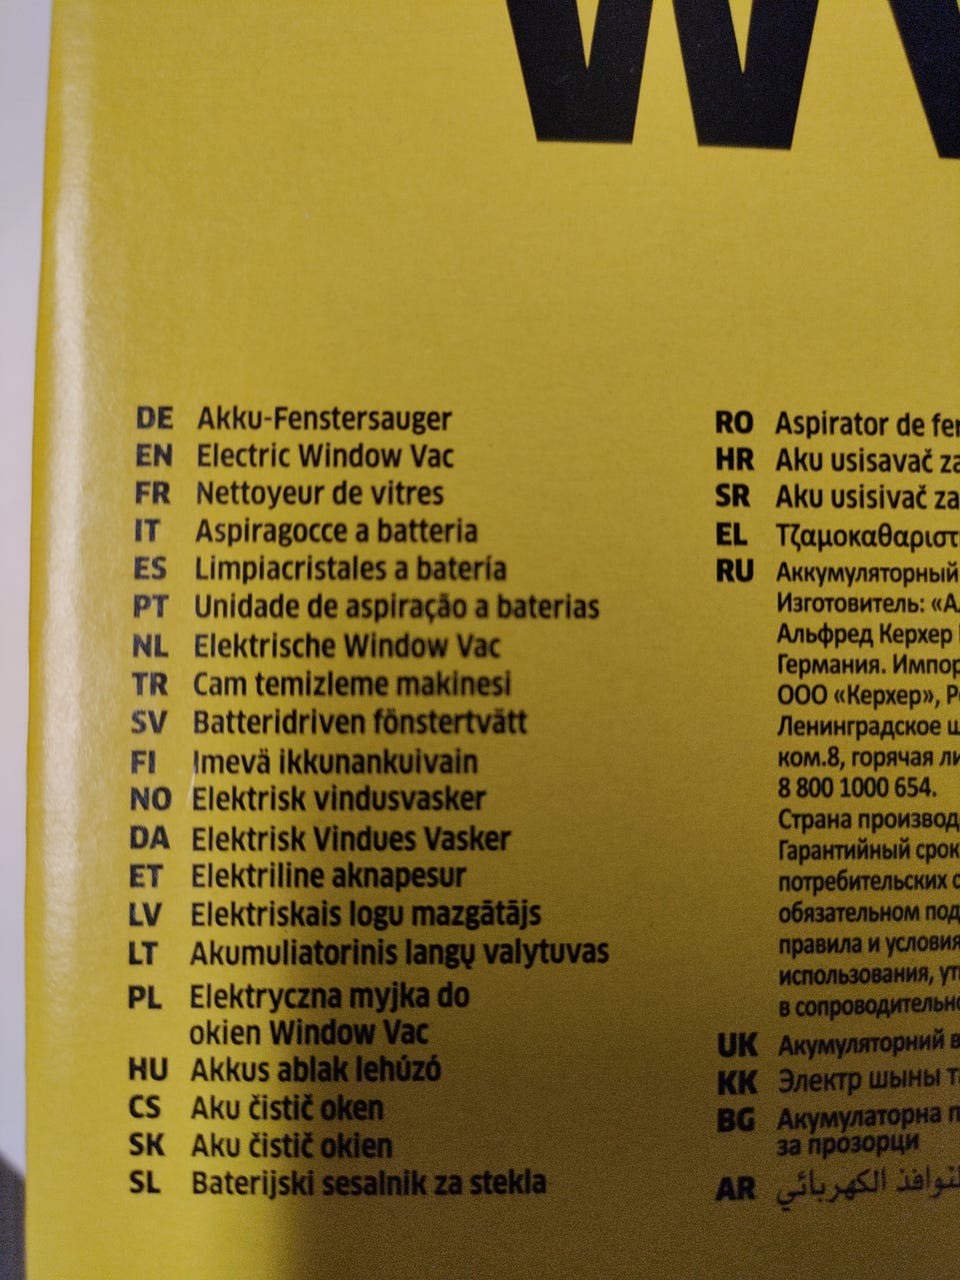 WV
DE Akku-Fenstersauger
EN Electric Window Vac
FR Nettoyeur de vitres
IT Aspiragocce a batteria
ES Limpiacristales a batería
PT Unidade de aspiração a baterias
NL Elektrische Window Vac
TR Cam temizleme makinesi
SV Batteridriven fönstertvätt
FI Imevä ikkunankuivain
NO Elektrisk vindusvasker
DA Elektrisk Vindues Vasker
ET Elektriline aknapesur
LV Elektriskais logu mazgātājs
LT Akumuliatorinis langų valytuvas
PL Elektryczna myjka do
okien Window Vac
HU Akkus ablak lehúzó
CS Aku čistič oken
SK Aku čistič okien
SL Baterijski sesalnik za stekla
RO Aspirator de
HR Aku usisavač
SR Aku usisivač
EL
RU Аккумуляторный
Изготовитель:
Альфред Керхер
Германия.
ООО «Керхер»,
Ленинградское
ком.8, горячая
8 800 1000 654.
Страна
Гарантийный срок
потребительских
обязательном
правила и
использования,
в
UK Акумуляторний
KK Электр шыны
BG Акумулаторна
за прозорци
AR الكهربائي